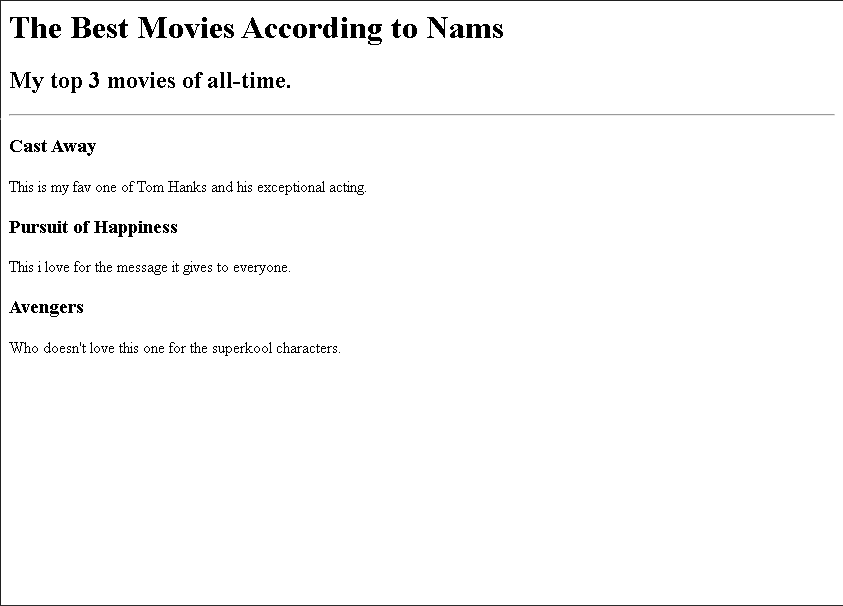 The Best Movies According to Nams
My top 3 movies of all-time.
Cast Away
This is my fav one of Tom Hanks and his exceptional acting.
Pursuit of Happiness
This i love for the message it gives to everyone.
Avengers
Who doesn't love this one for the superkool characters.